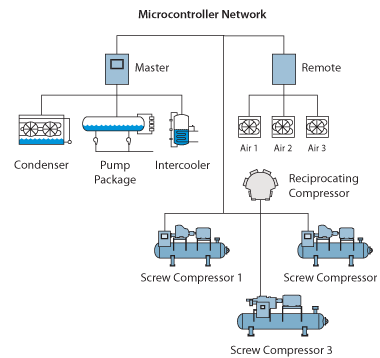 Microcontroller Network
Master
Remote
Condenser
Pump
Package
Intercooler
Air 1
Air 2
Air 3
Reciprocating
Compressor
Screw Compressor 1
Screw Compressor
Screw Compressor 3